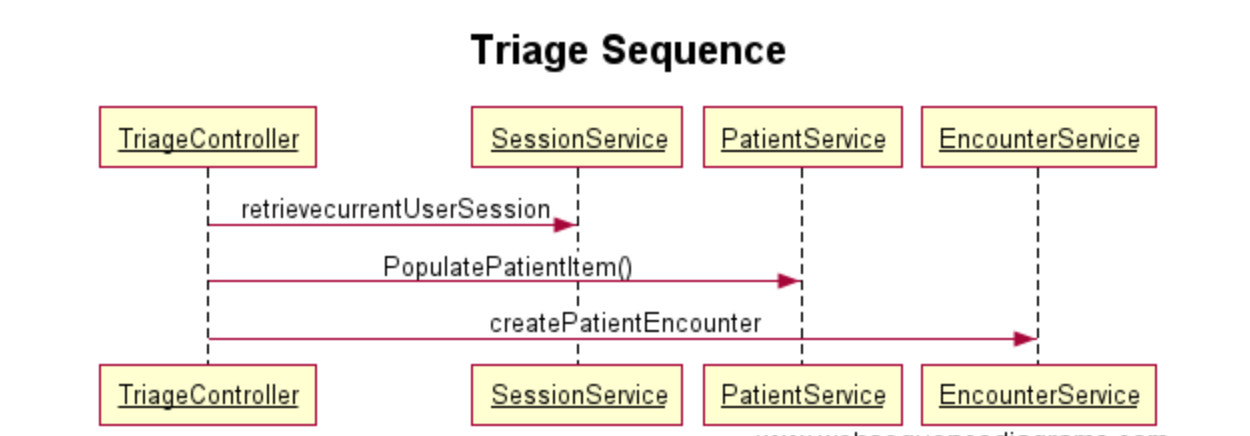 Triage Sequence
TriageController SessionService PatientService EncounterService
retrievecurrentUserSession
PopulatePatientItem()
createPatientEncounter
TriageController SessionService PatientService EncounterService